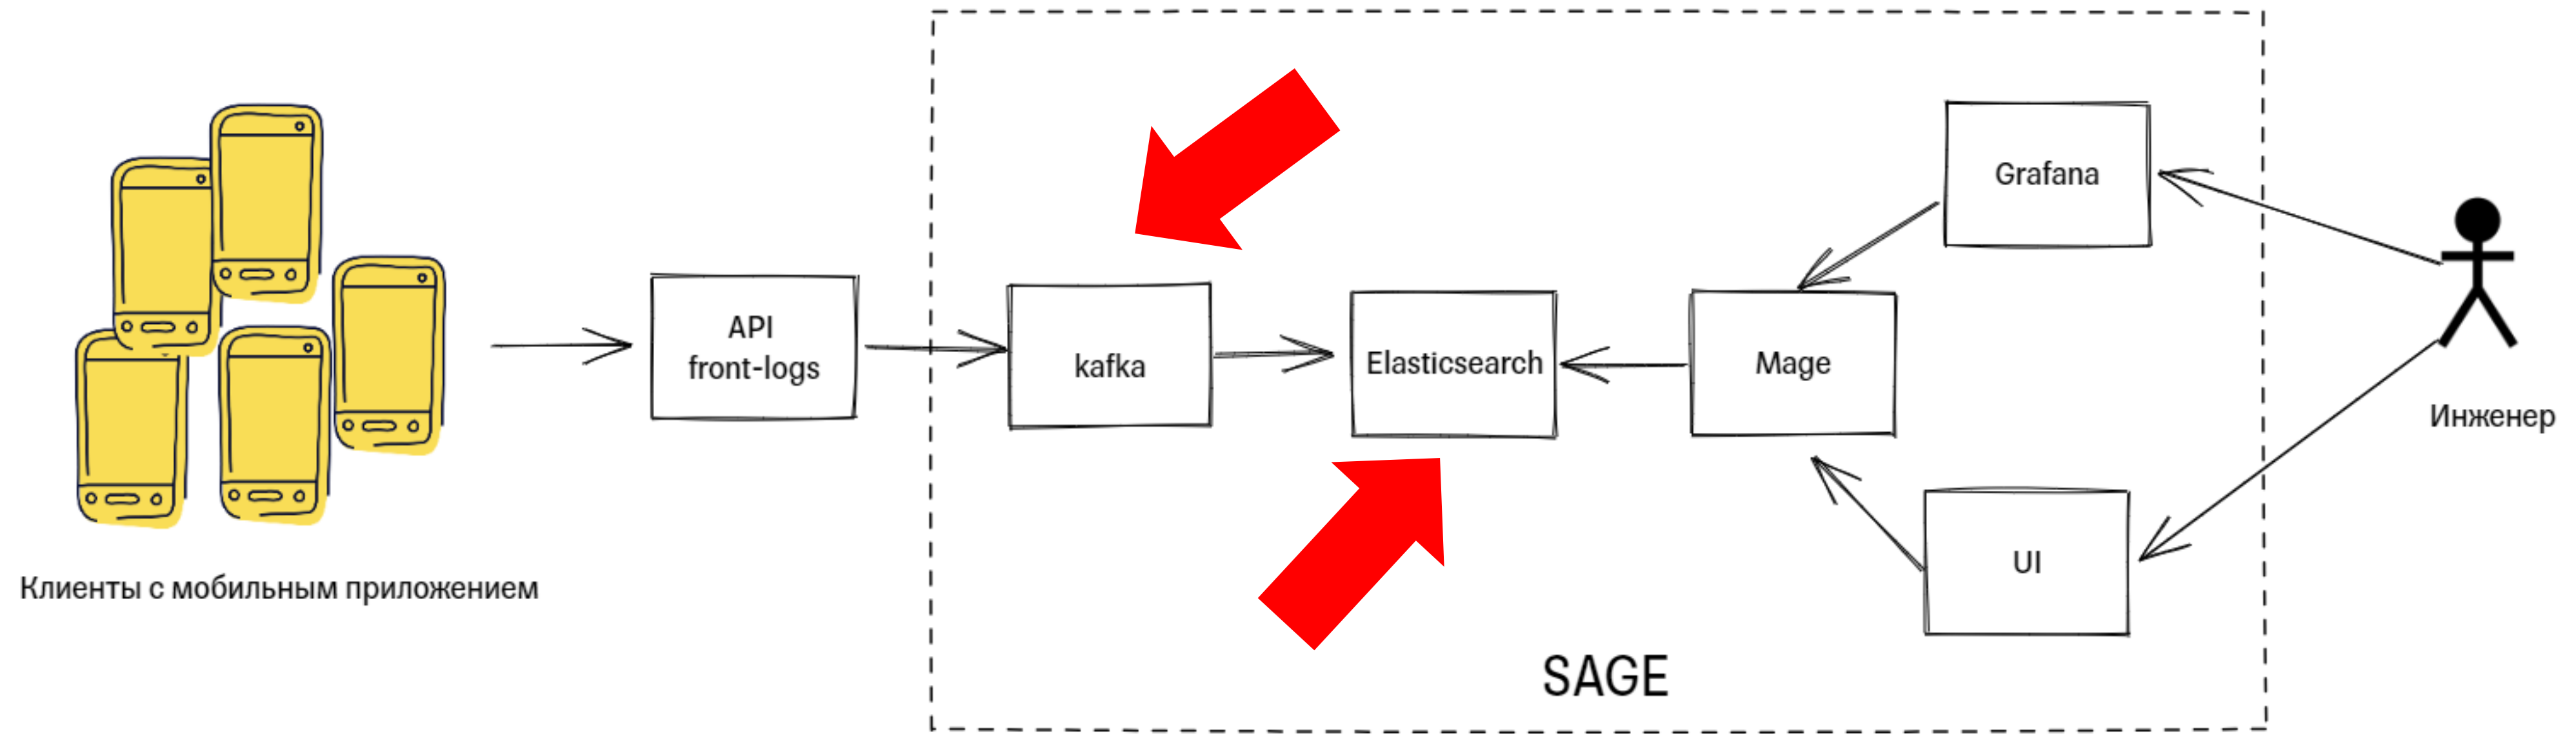 Клиенты с мобильным приложением
API
front-logs
kafka
Elasticsearch
Mage
Grafana
UI
SAGE
Инженер